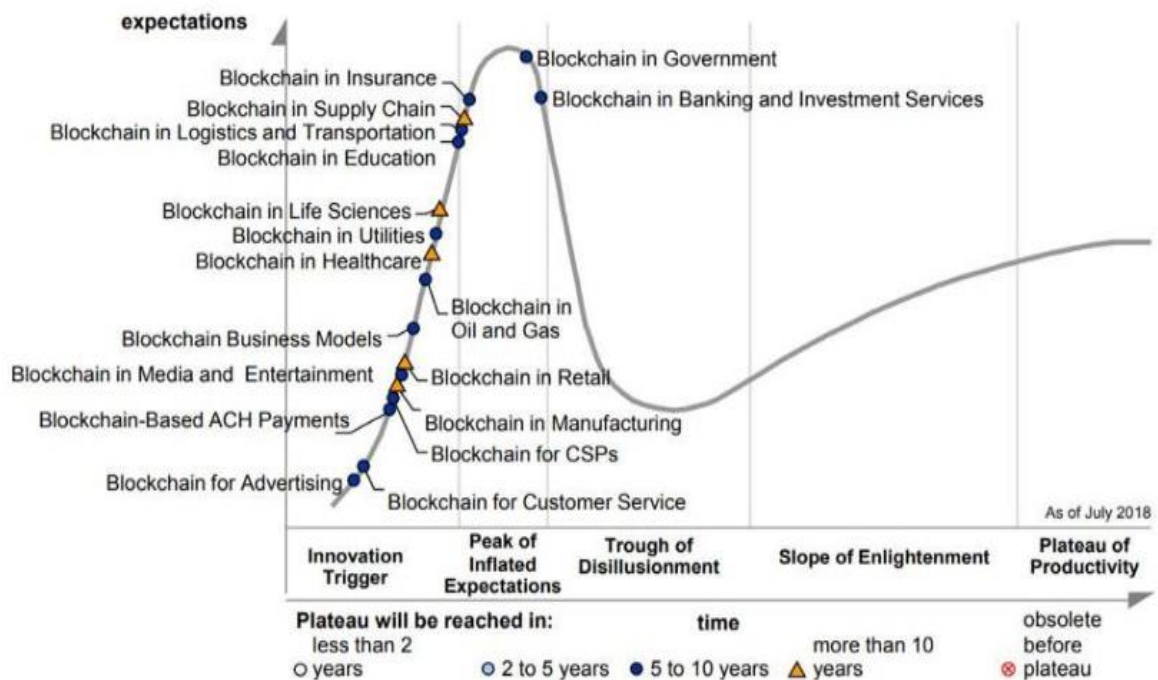 expectations
Blockchain in Government
Blockchain in Insurance
Blockchain in Banking and Investment Services
Blockchain in Supply Chain
Blockchain in Logistics and Transportation
Blockchain in Education
Blockchain in Life Sciences
Blockchain in Utilities
Blockchain in Healthcare
Blockchain in
Oil and Gas
Blockchain Business Models
Blockchain in Media and Entertainment
Blockchain in Retail
Blockchain-Based ACH Payments
Blockchain in Manufacturing
Blockchain for CSPs
Blockchain for Advertising
Blockchain for Customer Service
As of July 2018
Innovation
Trigger
Peak of
Inflated
Expectations
Trough of
Disillusionment
Slope of Enlightenment
Plateau of
Productivity
time
Plateau will be reached in:
less than 2
years
2 to 5 years
5 to 10 years
more than 10
years
obsolete
before
plateau